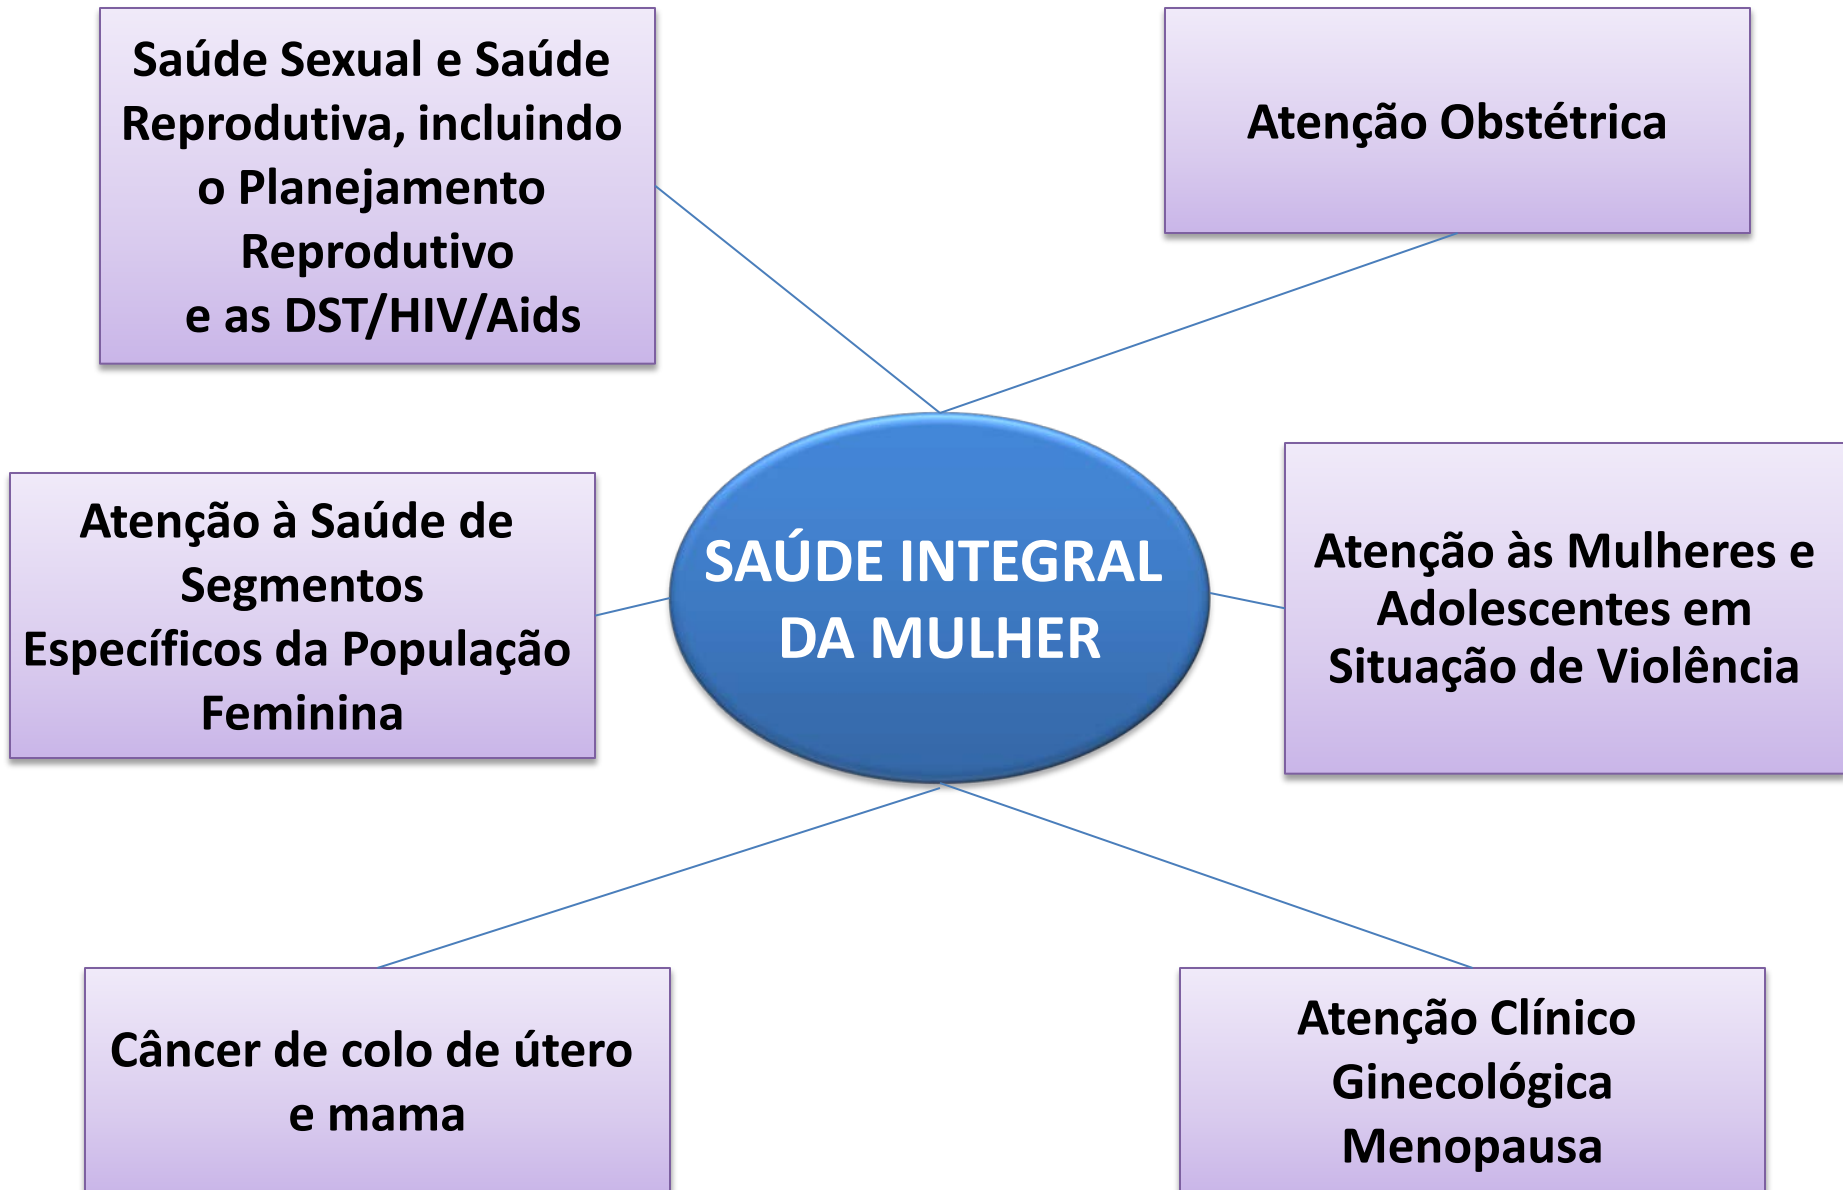 Saúde Sexual e Saúde
Reprodutiva, incluindo
o Planejamento
Reprodutivo
e as DST/HIV/Aids
Atenção Obstétrica
Atenção à Saúde de
Segmentos
Específicos da População
Feminina
SAÚDE INTEGRAL
DA MULHER
Atenção às Mulheres e
Adolescentes em
Situação de Violência
Câncer de colo de útero
e mama
Atenção Clínico
Ginecológica
Menopausa